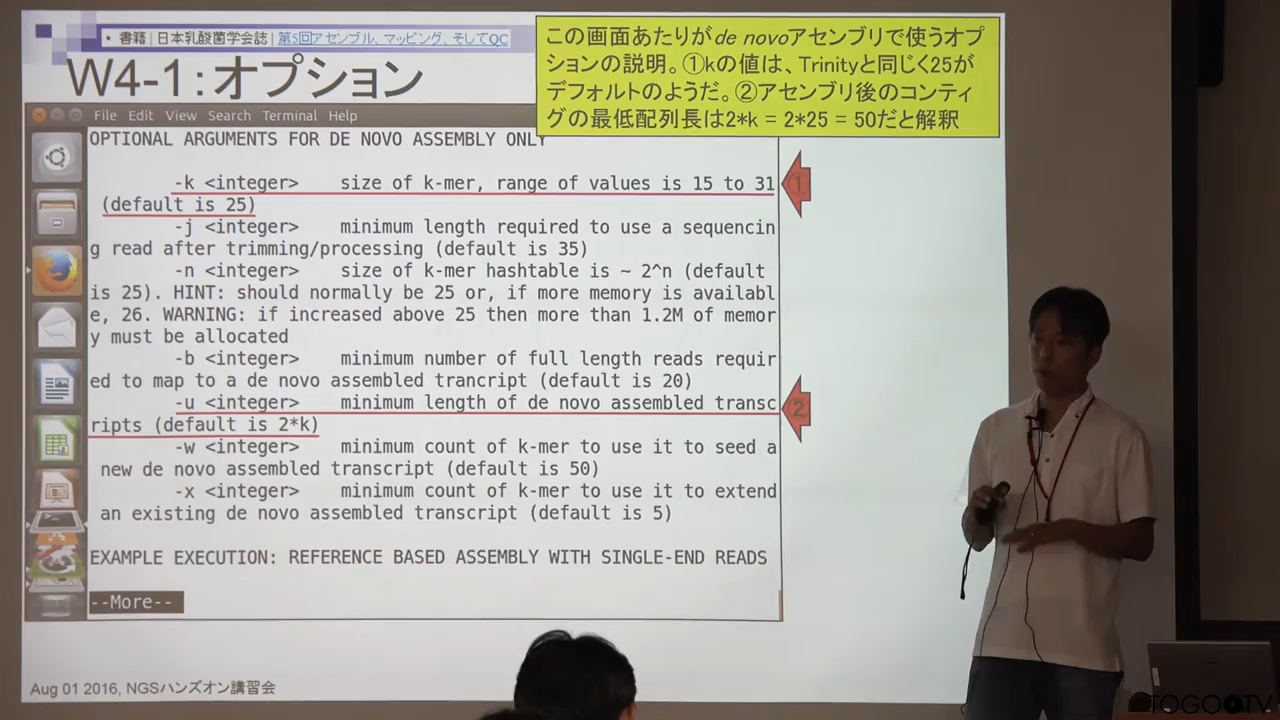 • 書籍 | 日本乳酸菌学会誌 | 第5回アセンブル、マッピング、そしてQC
W4-1：オプション
この画面あたりがde novoアセンブリで使うオプ
ションの説明。①kの値は、Trinityと同じく25が
デフォルトのようだ。②アセンブリ後のコンティ
グの最低配列長は2*k = 2*25 = 50だと解釈
File Edit View Search Terminal Help
OPTIONAL ARGUMENTS FOR DE NOVO ASSEMBLY ONLY
-k <integer> size of k-mer, range of values is 15 to 31
(default is 25)
①
-j <integer> minimum length required to use a sequencin
g read after trimming/processing (default is 35)
-n <integer> size of k-mer hashtable is ~ 2^n (default
is 25). HINT: should normally be 25 or, if more memory is availabl
e, 26. WARNING: if increased above 25 then more than 1.2M of memor
y must be allocated
-b <integer> minimum number of full length reads requir
ed to map to a de novo assembled trancript (default is 20)
-u <integer> minimum length of de novo assembled transc
ripts (default is 2*k)
②
-w <integer> minimum count of k-mer to use it to seed a
new de novo assembled transcript (default is 50)
-x <integer> minimum count of k-mer to use it to extend
an existing de novo assembled transcript (default is 5)
EXAMPLE EXECUTION: REFERENCE BASED ASSEMBLY WITH SINGLE-END READS
--More--
Aug 01 2016, NGSハンズオン講習会
TOGOTV